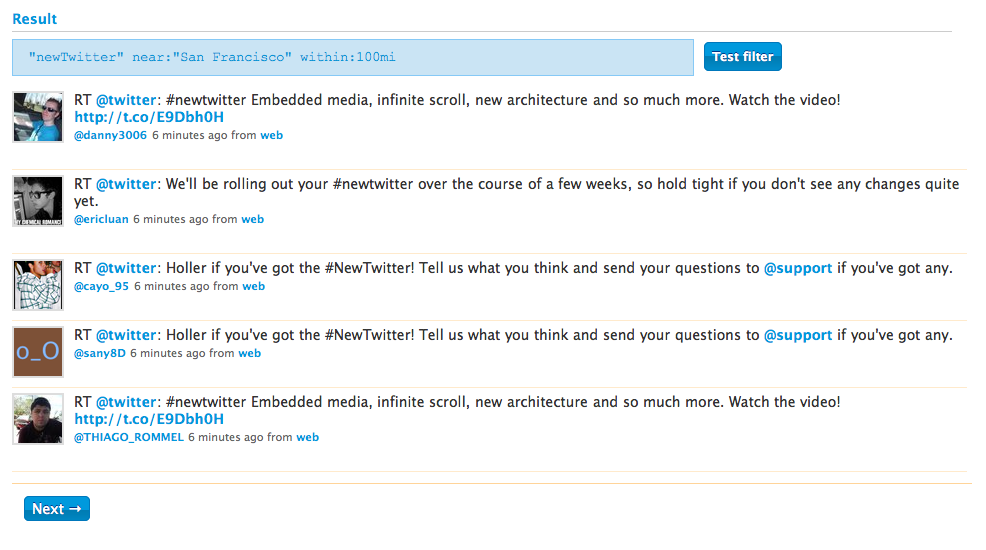 Result
"newTwitter" near:"San Francisco" within:100mi
Test filter
RT @twitter: #newtwitter Embedded media, infinite scroll, new architecture and so much more. Watch the video!
http://t.co/E9Dbh0H
@danny3006 6 minutes ago from web
RT @twitter: We'll be rolling out your #newtwitter over the course of a few weeks, so hold tight if you don't see any changes quite
yet.
MY CHEMICAL ROMANCE
@ericluan 6 minutes ago from web
RT @twitter: Holler if you've got the #NewTwitter! Tell us what you think and send your questions to @support if you've got any.
@cayo_95 6 minutes ago from web
RT @twitter: Holler if you've got the #NewTwitter! Tell us what you think and send your questions to @support if you've got any.
o_O
@sany8D 6 minutes ago from web
RT @twitter: #newtwitter Embedded media, infinite scroll, new architecture and so much more. Watch the video!
http://t.co/E9Dbh0H
@THIAGO_ROMMEL 6 minutes ago from web
Next →